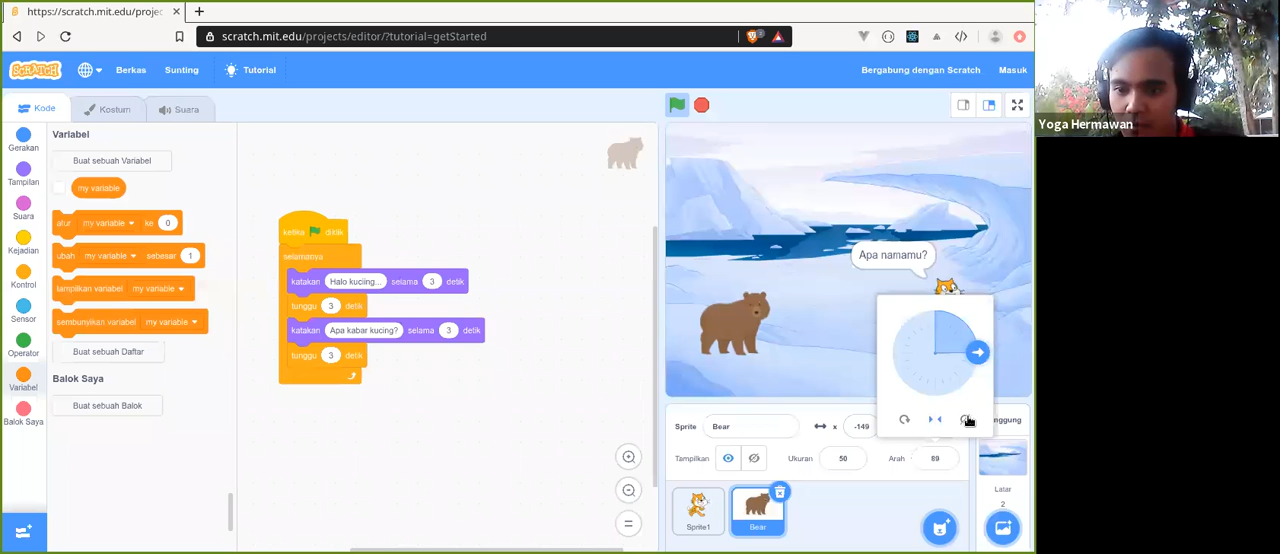 https://scratch.mit.edu/projec
scratch.mit.edu/projects/editor/?tutorial=getStarted
SCRATCH
Berkas
Sunting
Tutorial
Bergabung dengan Scratch
Masuk
Kode
Kostum
Suara
Gerakan
Tampilan
Suara
Kejadian
Kontrol
Sensor
Operator
Variabel
Balok Saya
Variabel
Buat sebuah Variabel
my variable
atur my variable ke 0
ubah my variable sebesar 1
tampilkan variabel my variable
sembunyikan variabel my variable
Buat sebuah Daftar
Balok Saya
Buat sebuah Balok
ketika diklik
selamanya
katakan Halo kuciing... selama 3 detik
tunggu 3 detik
katakan Apa kabar kucing? selama 3 detik
tunggu 3 detik
Apa namamu?
Sprite Bear x -149
nggung
Tampilkan Ukuran 50 Arah 89
Sprite1
Bear
Latar
2
Yoga Hermawan